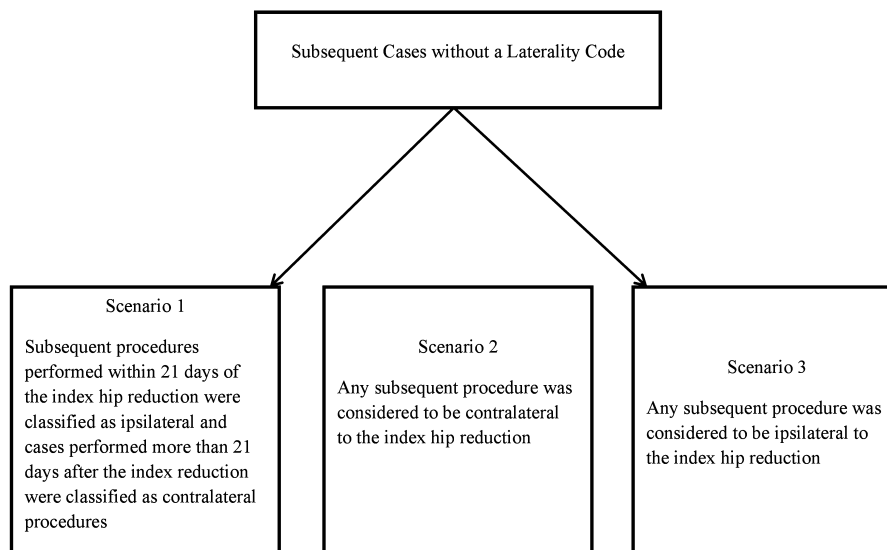 Subsequent Cases without a Laterality Code
Scenario 1
Subsequent procedures
performed within 21 days of
the index hip reduction were
classified as ipsilateral and
cases performed more than 21
days after the index reduction
were classified as contralateral
procedures
Scenario 2
Any subsequent procedure was
considered to be contralateral
to the index hip reduction
Scenario 3
Any subsequent procedure was
considered to be ipsilateral to
the index hip reduction